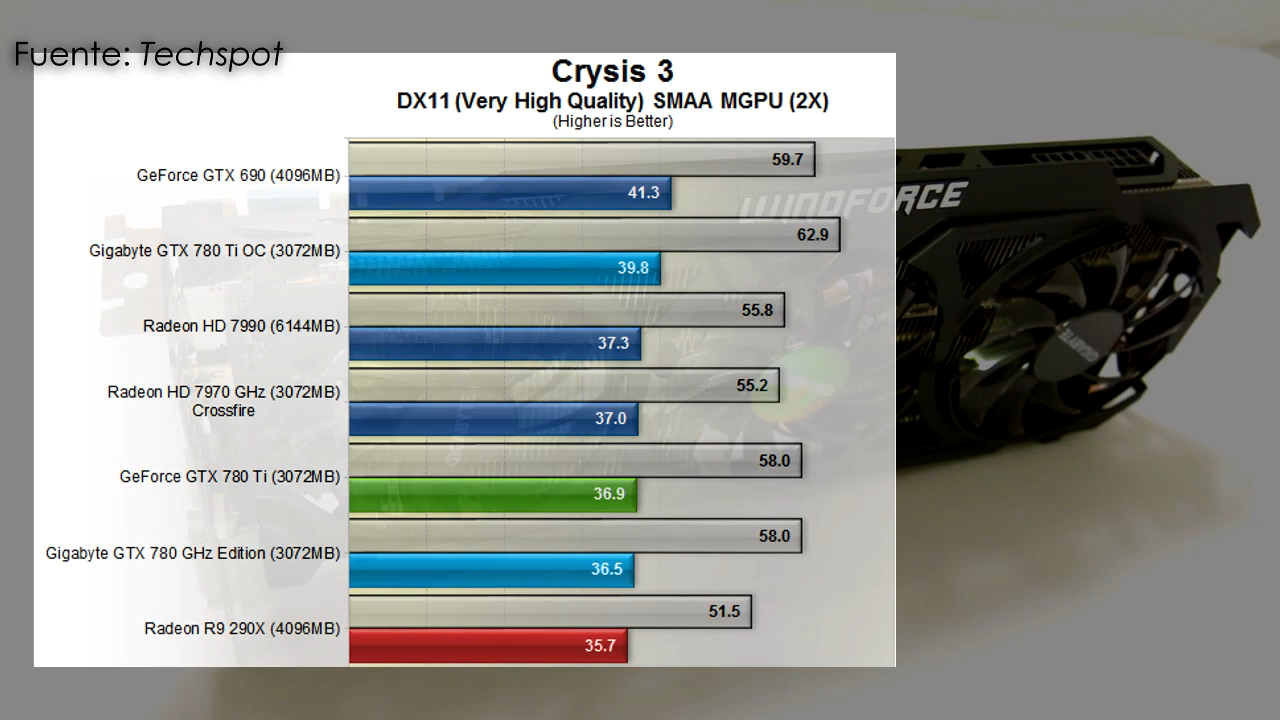 Fuente: Techspot
Crysis 3
DX11 (Very High Quality) SMAA MGPU (2X)
(Higher is Better)
GeForce GTX 690 (4096MB)
59.7
41.3
Gigabyte GTX 780 Ti OC (3072MB)
62.9
39.8
Radeon HD 7990 (6144MB)
55.8
37.3
Radeon HD 7970 GHz (3072MB)
Crossfire
55.2
37.0
GeForce GTX 780 Ti (3072MB)
58.0
36.9
Gigabyte GTX 780 GHz Edition (3072MB)
58.0
36.5
Radeon R9 290X (4096MB)
51.5
35.7
WINDFORCE
GIGABYTE